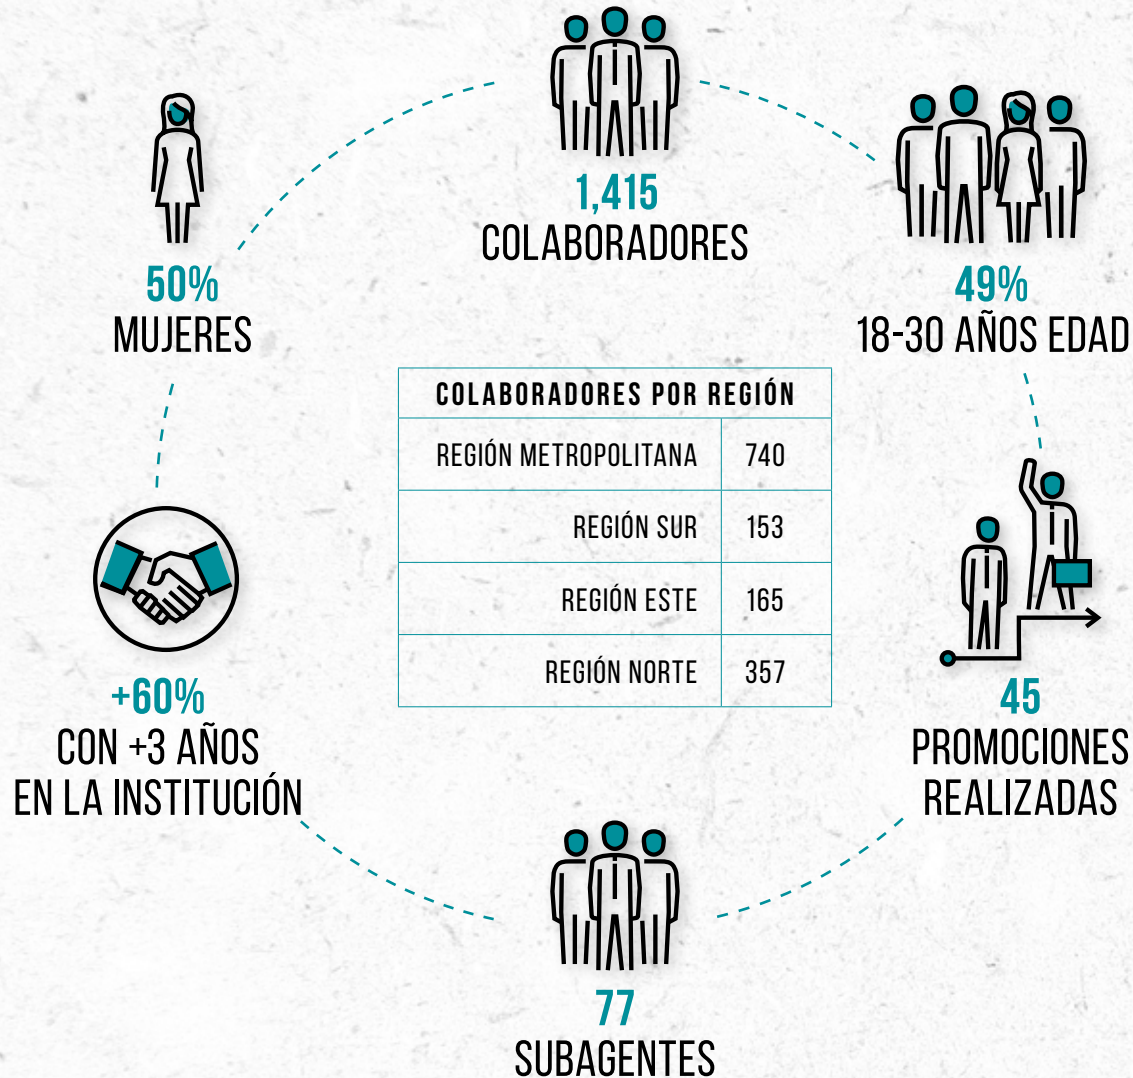 1,415
COLABORADORES
50%
MUJERES
49%
18-30 AÑOS EDAD
COLABORADORES POR REGIÓN
REGIÓN METROPOLITANA 740
REGIÓN SUR 153
REGIÓN ESTE 165
REGIÓN NORTE 357
+60%
CON +3 AÑOS
EN LA INSTITUCIÓN
45
PROMOCIONES
REALIZADAS
77
SUBAGENTES